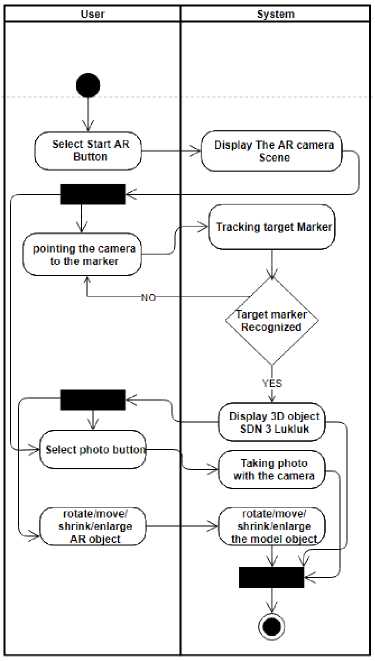 User
System
Select Start AR
Button
Display The AR camera
Scene
pointing the camera
to the marker
Tracking target Marker
NO
Target marker
Recognized
YES
Display 3D object
SDN 3 Lukluk
Select photo button
Taking photo
with the camera
rotate/move/
shrink/enlarge
AR object
rotate/move/
shrink/enlarge
the model object